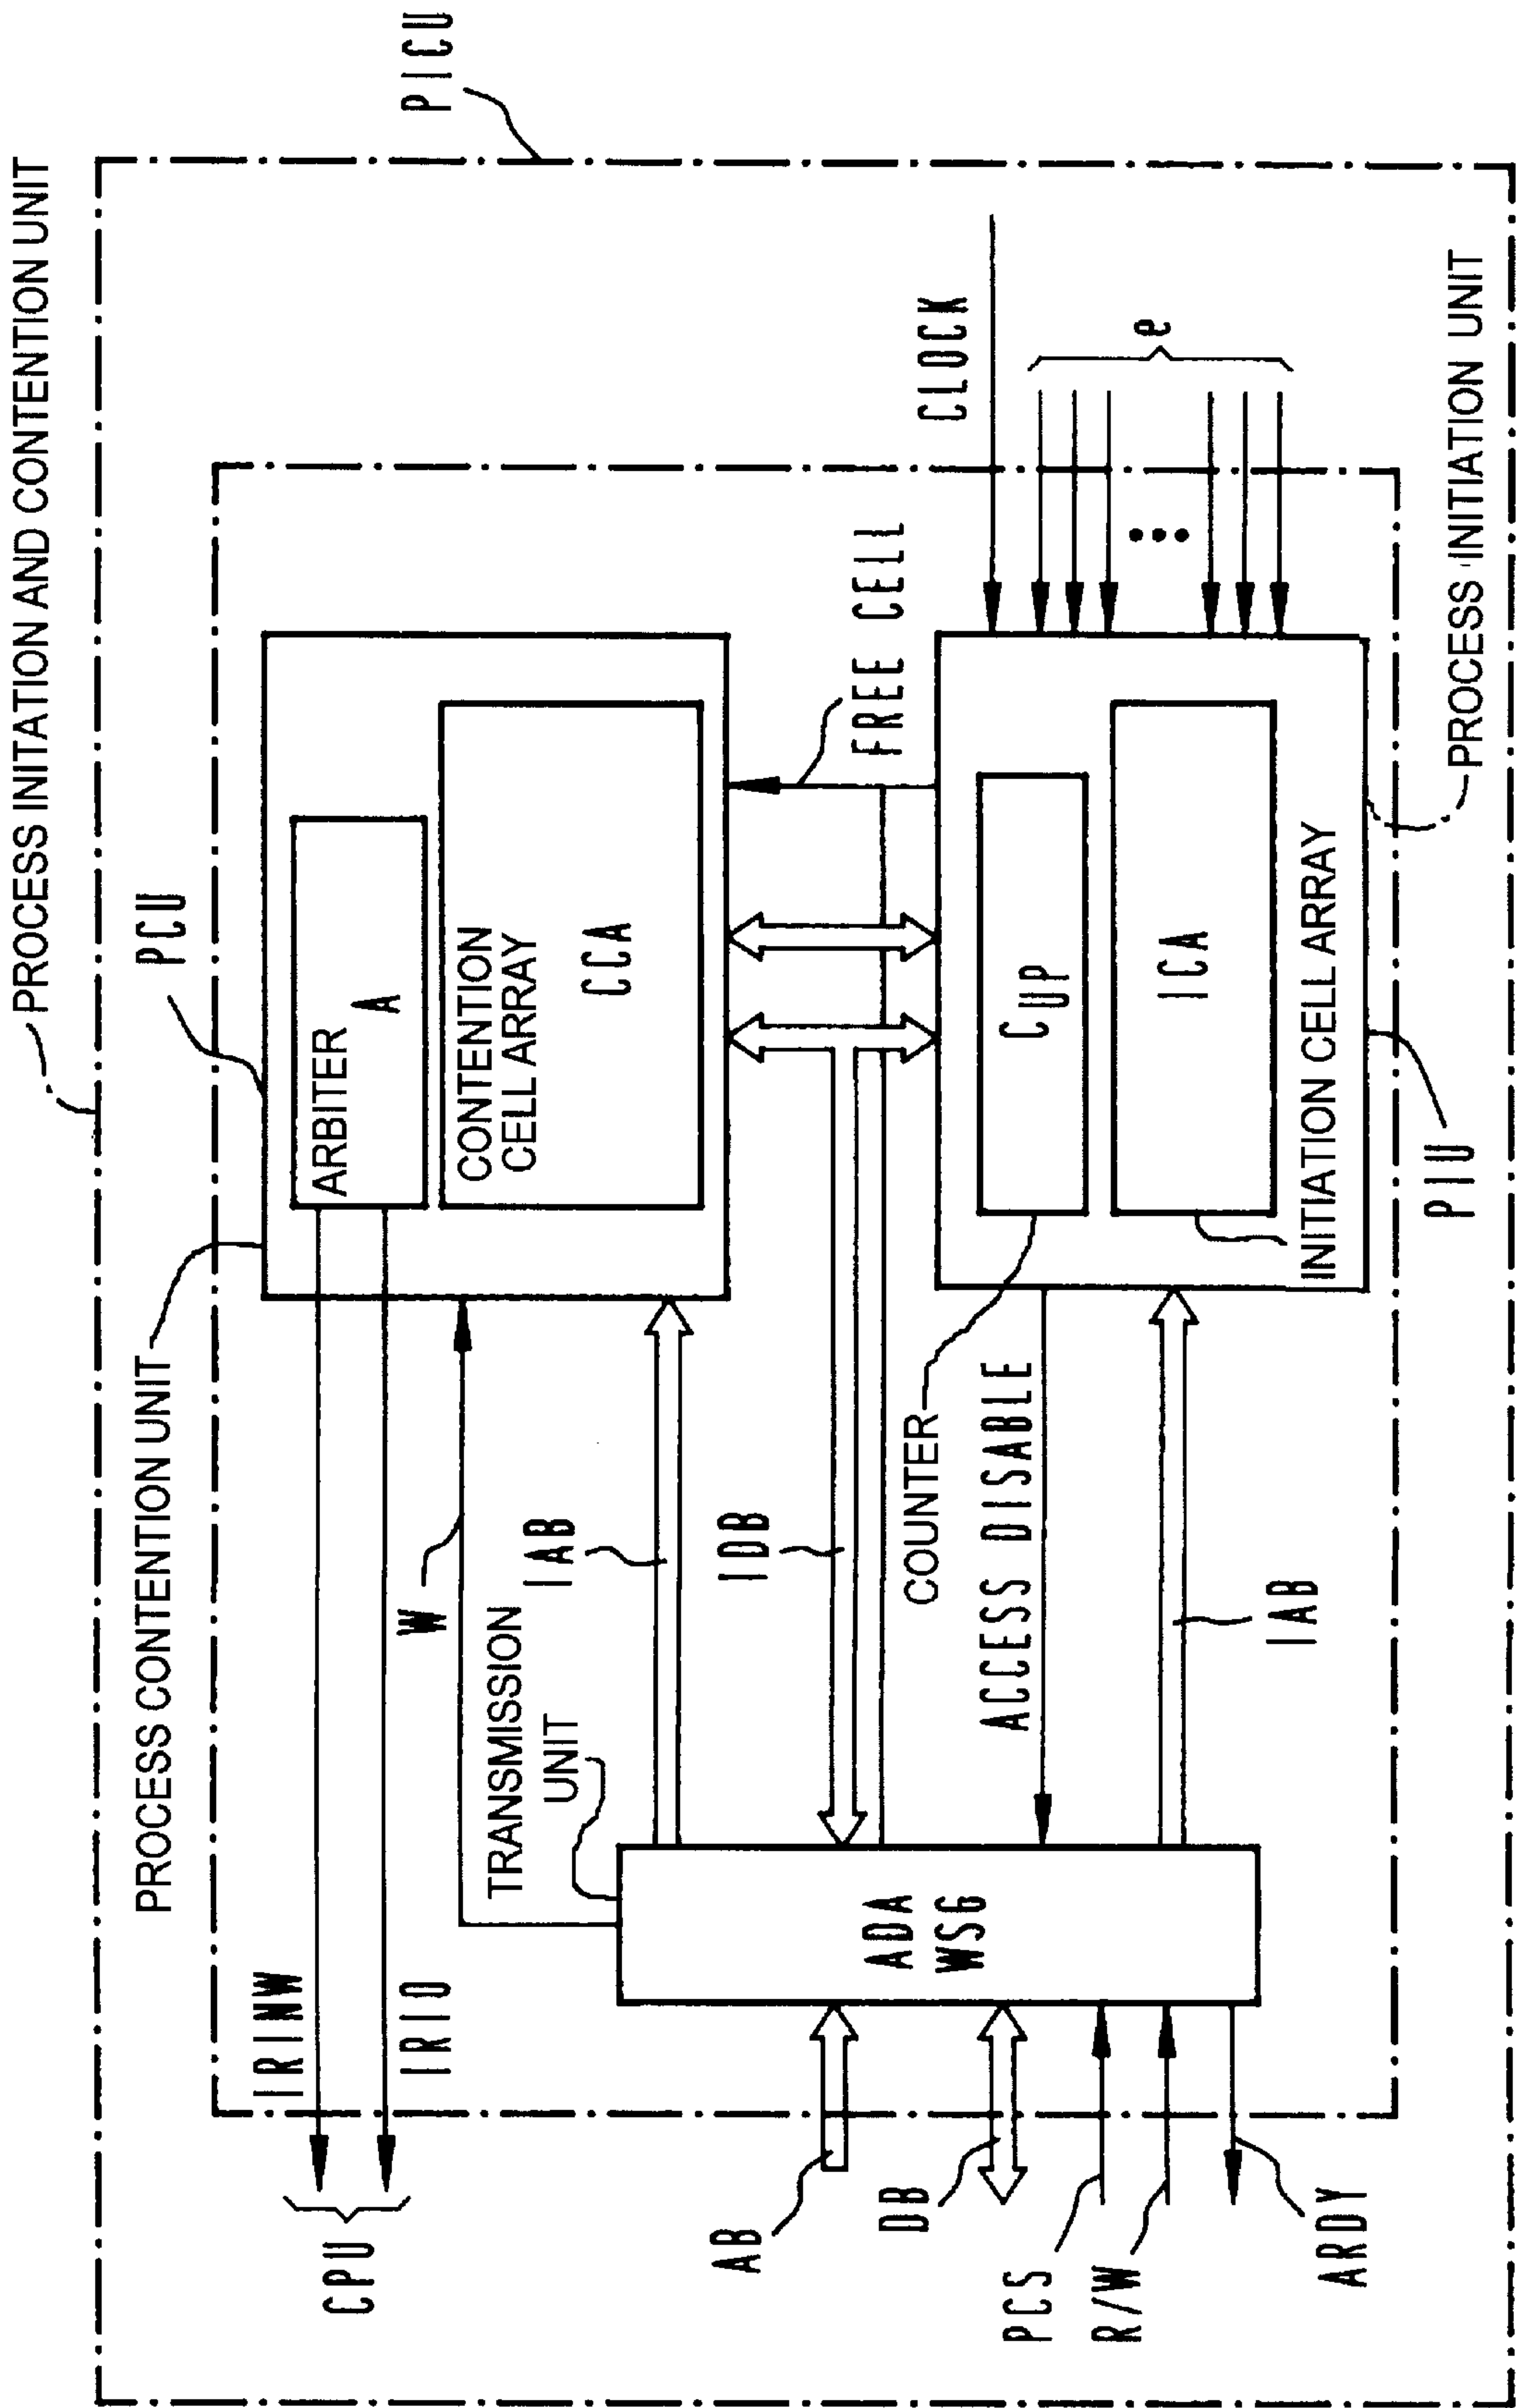 PROCESS INITATION AND CONTENTION UNIT
PICU
PROCESS CONTENTION UNIT
PCU
IRINW
IRIO
CPU
ARBITER
A
CONTENTION
CELL ARRAY
CCA
W
TRANSMISSION
UNIT
IAB
IDB
FREE CELL
CLOCK
e
ADA
WSG
AB
DB
PCS
R/W
ARDY
COUNTER
ACCESS DISABLE
IAB
CUP
ICA
INITIATION CELL ARRAY
PIU
PROCESS INITIATION UNIT